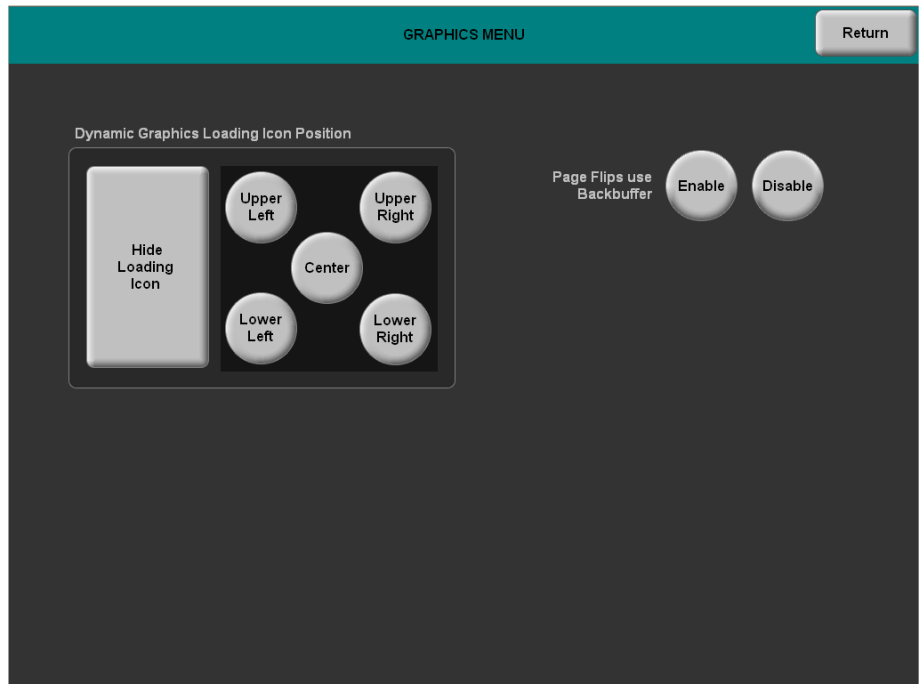 GRAPHICS MENU
Return
Dynamic Graphics Loading Icon Position
Hide
Loading
Icon
Upper
Left
Upper
Right
Center
Lower
Left
Lower
Right
Page Flips use
Backbuffer
Enable
Disable